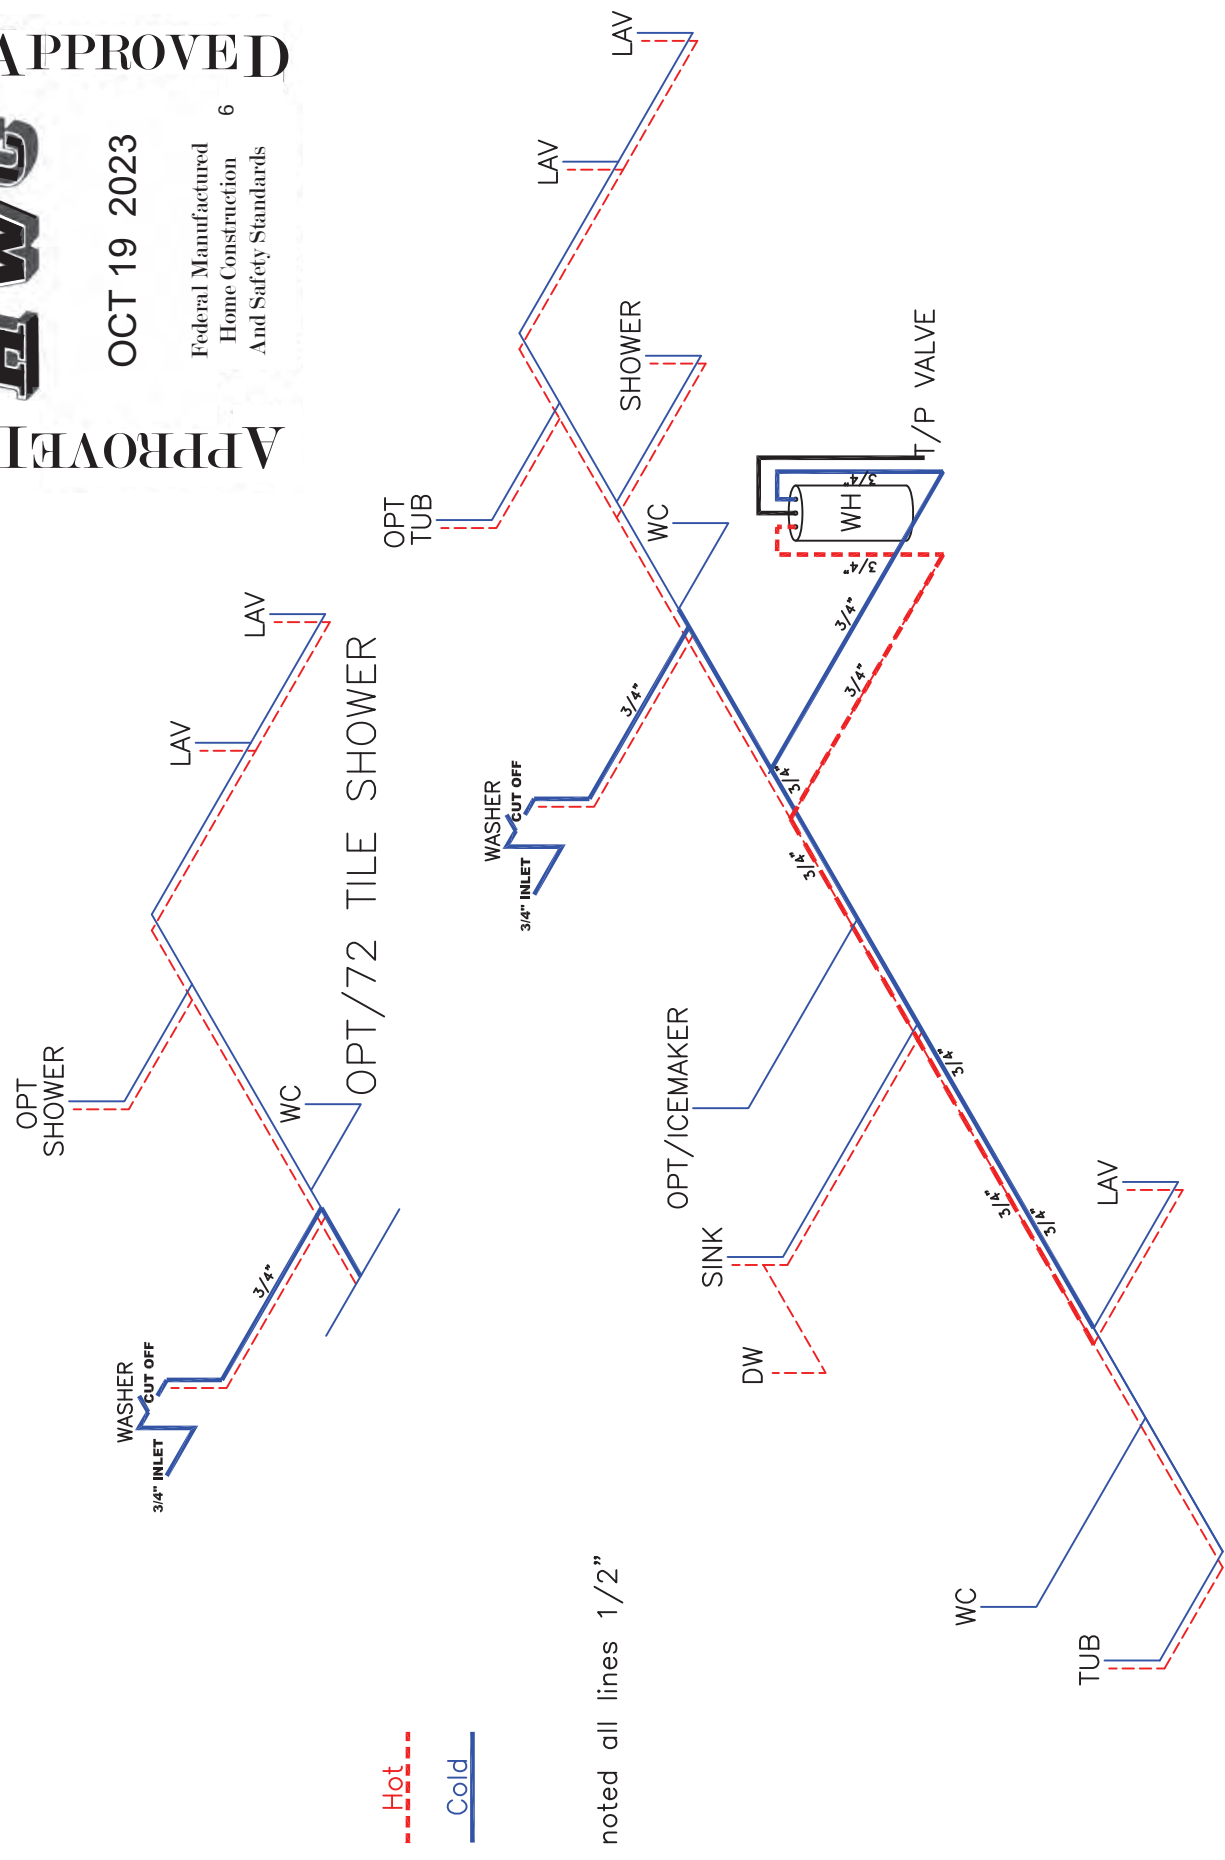 APPROVED
HWC
OCT 19 2023
Federal Manufactured
Home Construction 6
And Safety Standards
LAV
LAV
OPT
SHOWER
WC
3/4"
WASHER
CUT OFF
3/4" INLET
OPT/72 TILE SHOWER
LAV
LAV
SHOWER
OPT
TUB
WC
T/P VALVE
WH
3/4"
3/4"
3/4"
3/4"
3/4"
WASHER
CUT OFF
3/4" INLET
3/4"
3/4"
OPT/ICEMAKER
3/4"
SINK
DW
3/4"
3/4"
LAV
WC
TUB
Hot
Cold
noted all lines 1/2"